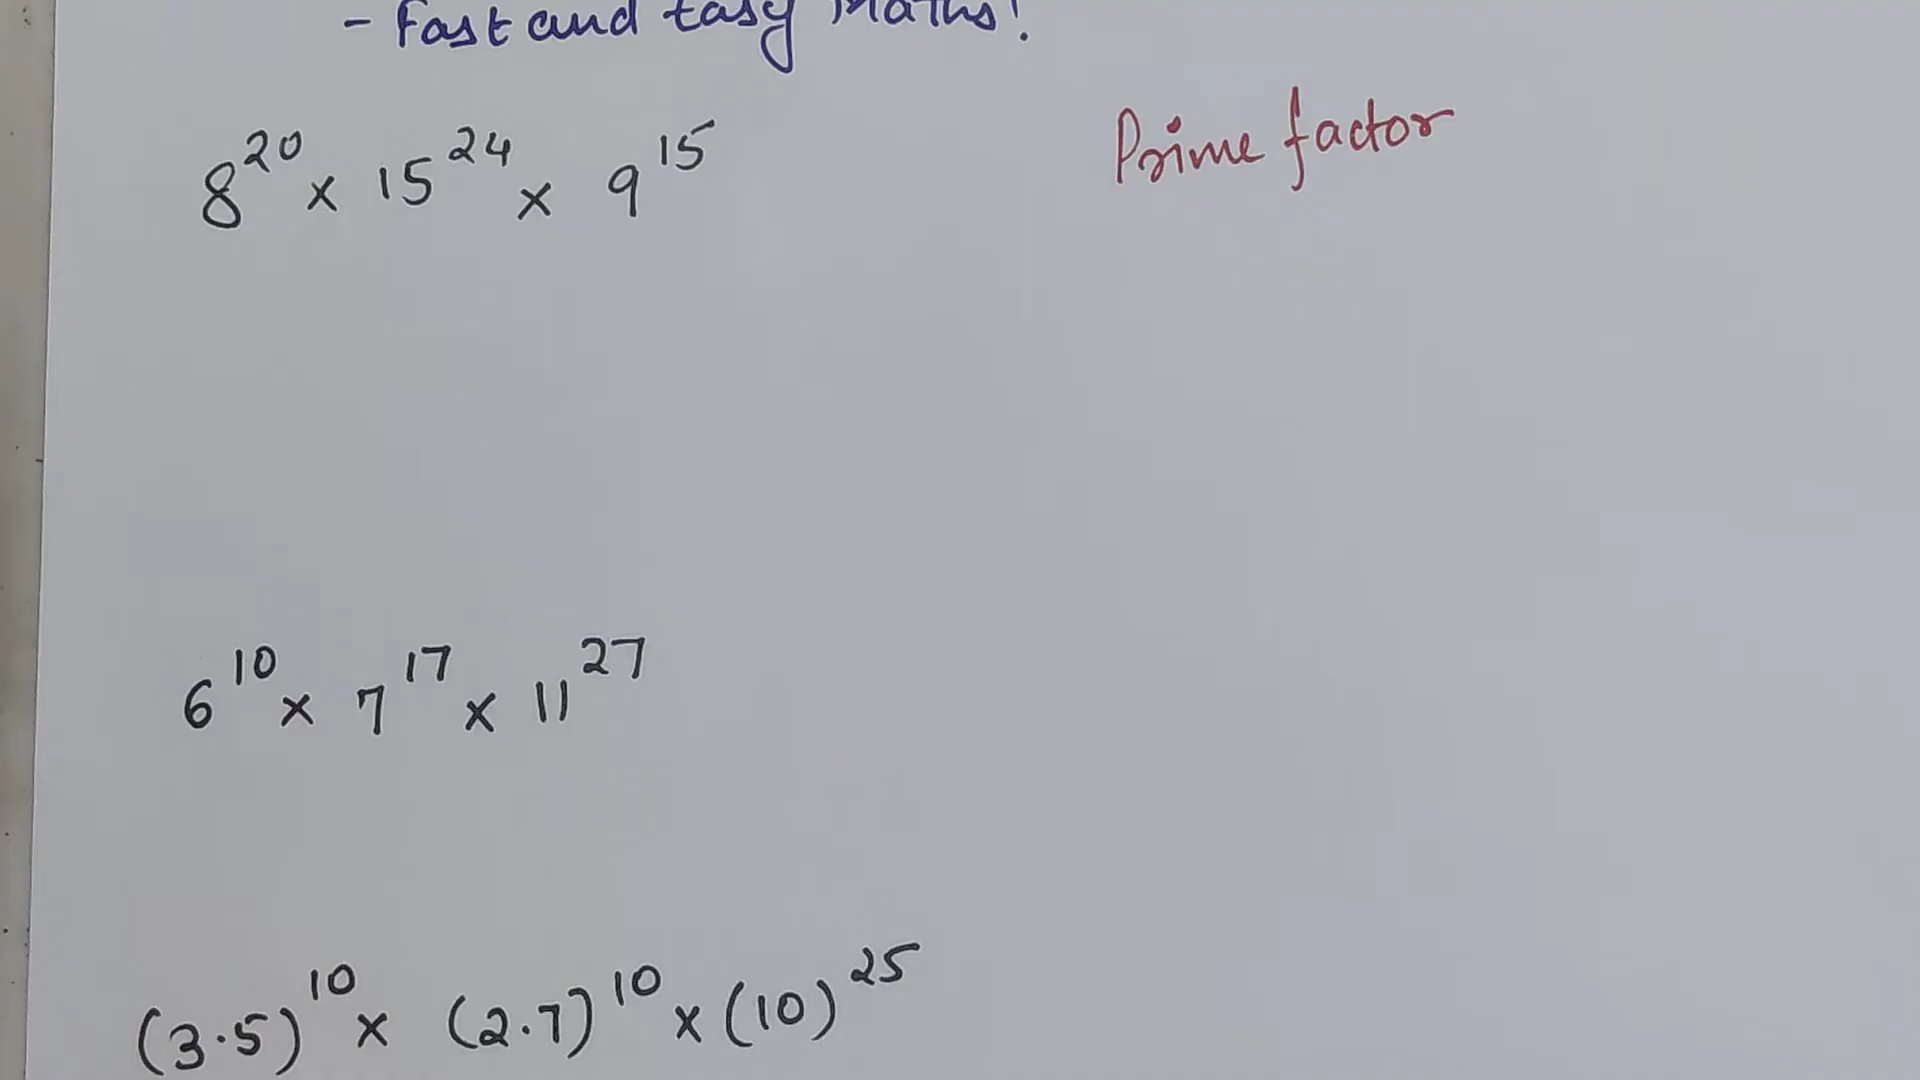 - Fast and Easy Maths!
Prime factor
8^20 x 15^24 x 9^15
6^10 x 7^17 x 11^27
(3.5)^10 x (2.7)^10 x (10)^25